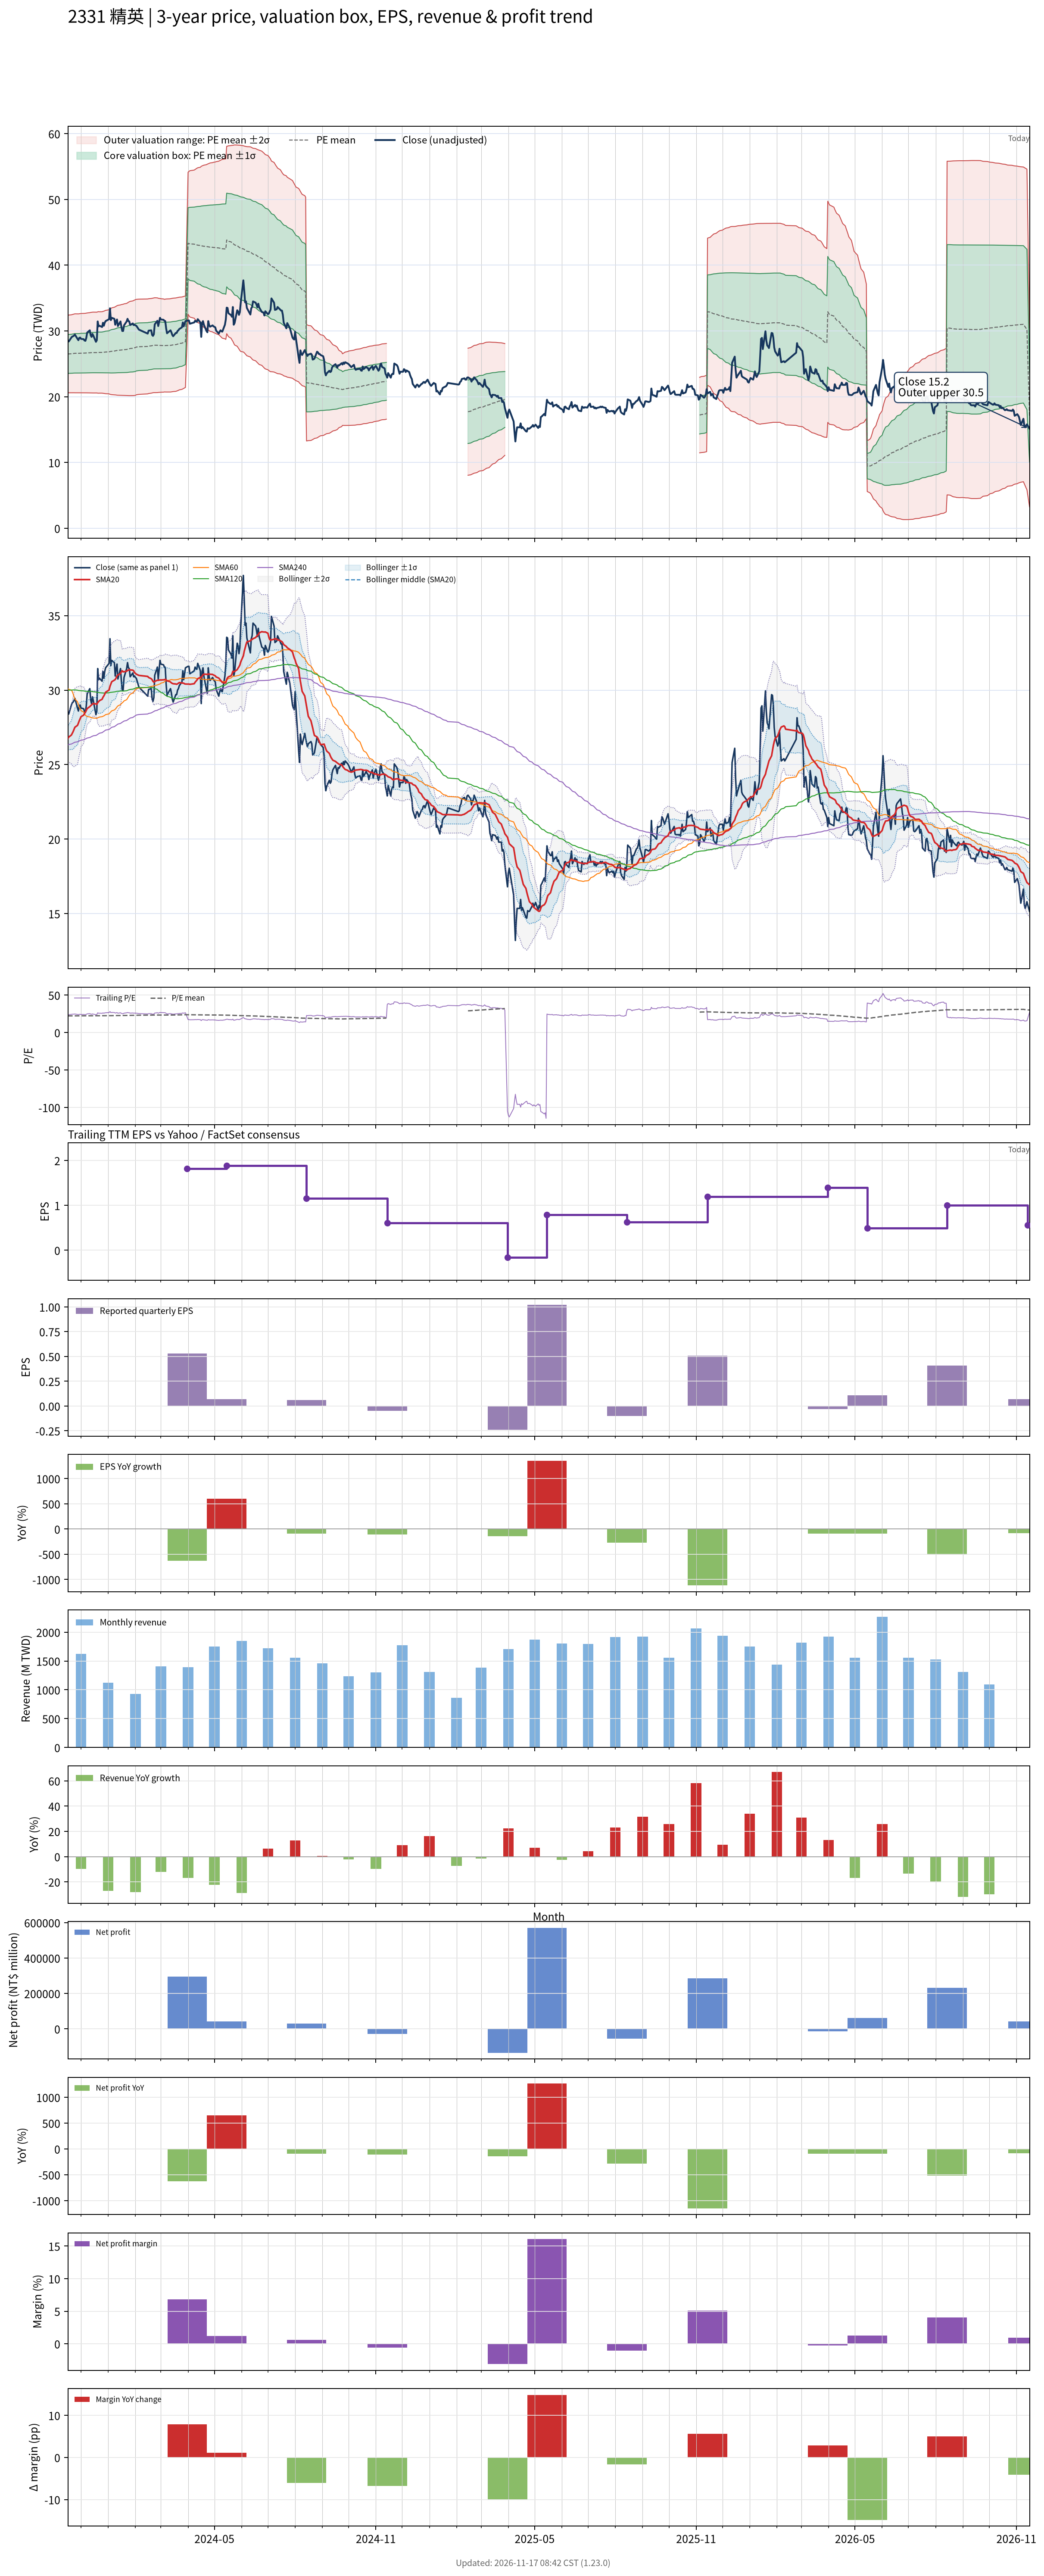 2331 精英 | 3-year price, valuation box, EPS, revenue & profit trend
Outer valuation range: PE mean ±2σ
Core valuation box: PE mean ±1σ
PE mean
Close (unadjusted)
Today
Price (TWD)
60
50
40
30
20
10
0
Close 15.2
Outer upper 30.5
Close (same as panel 1)
SMA20
SMA60
SMA120
SMA240
Bollinger ±2σ
Bollinger ±1σ
Bollinger middle (SMA20)
Price
35
30
25
20
15
Trailing P/E
P/E mean
P/E
50
0
-50
-100
Trailing TTM EPS vs Yahoo / FactSet consensus
Today
EPS
2
1
0
Reported quarterly EPS
EPS
1.00
0.75
0.50
0.25
0.00
-0.25
EPS YoY growth
YoY (%)
1000
500
0
-500
-1000
Monthly revenue
Revenue (M TWD)
2000
1500
1000
500
0
Revenue YoY growth
YoY (%)
60
40
20
0
-20
Month
Net profit
Net profit (NT$ million)
600000
400000
200000
0
Net profit YoY
YoY (%)
1000
500
0
-500
-1000
Net profit margin
Margin (%)
15
10
5
0
Margin YoY change
Δ margin (pp)
10
0
-10
2024-05
2024-11
2025-05
2025-11
2026-05
2026-11
Updated: 2026-11-17 08:42 CST (1.23.0)